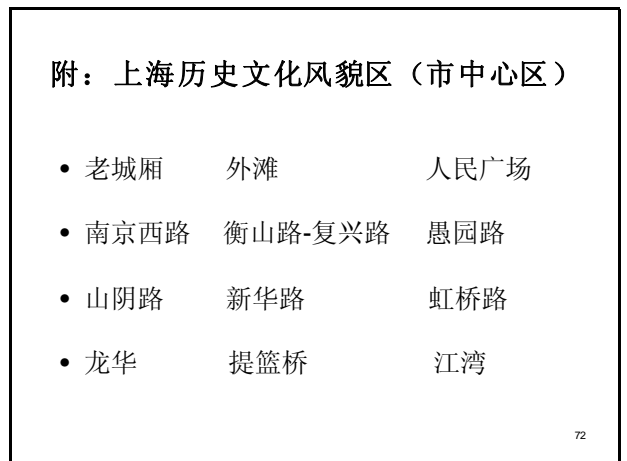 附：上海历史文化风貌区（市中心区）
• 老城厢 外滩 人民广场
• 南京西路 衡山路-复兴路 愚园路
• 山阴路 新华路 虹桥路
• 龙华 提篮桥 江湾
72